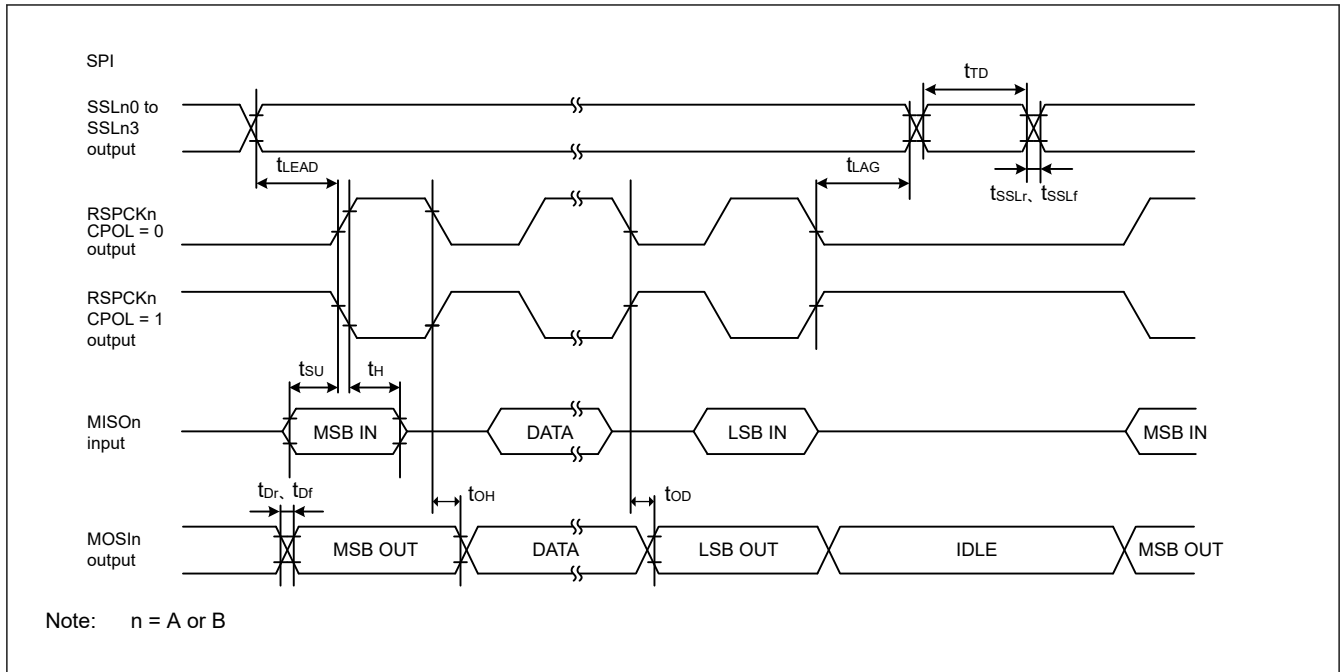 SPI
tTD
SSLn0 to
SSLn3
output
tLEAD
tLAG
tSSLr、tSSLf
RSPCKn
CPOL = 0
output
RSPCKn
CPOL = 1
output
tSU
tH
MISOn
input
MSB IN
DATA
LSB IN
MSB IN
tDr、tDf
tOH
tOD
MOSIn
output
MSB OUT
DATA
LSB OUT
IDLE
MSB OUT
Note: n = A or B